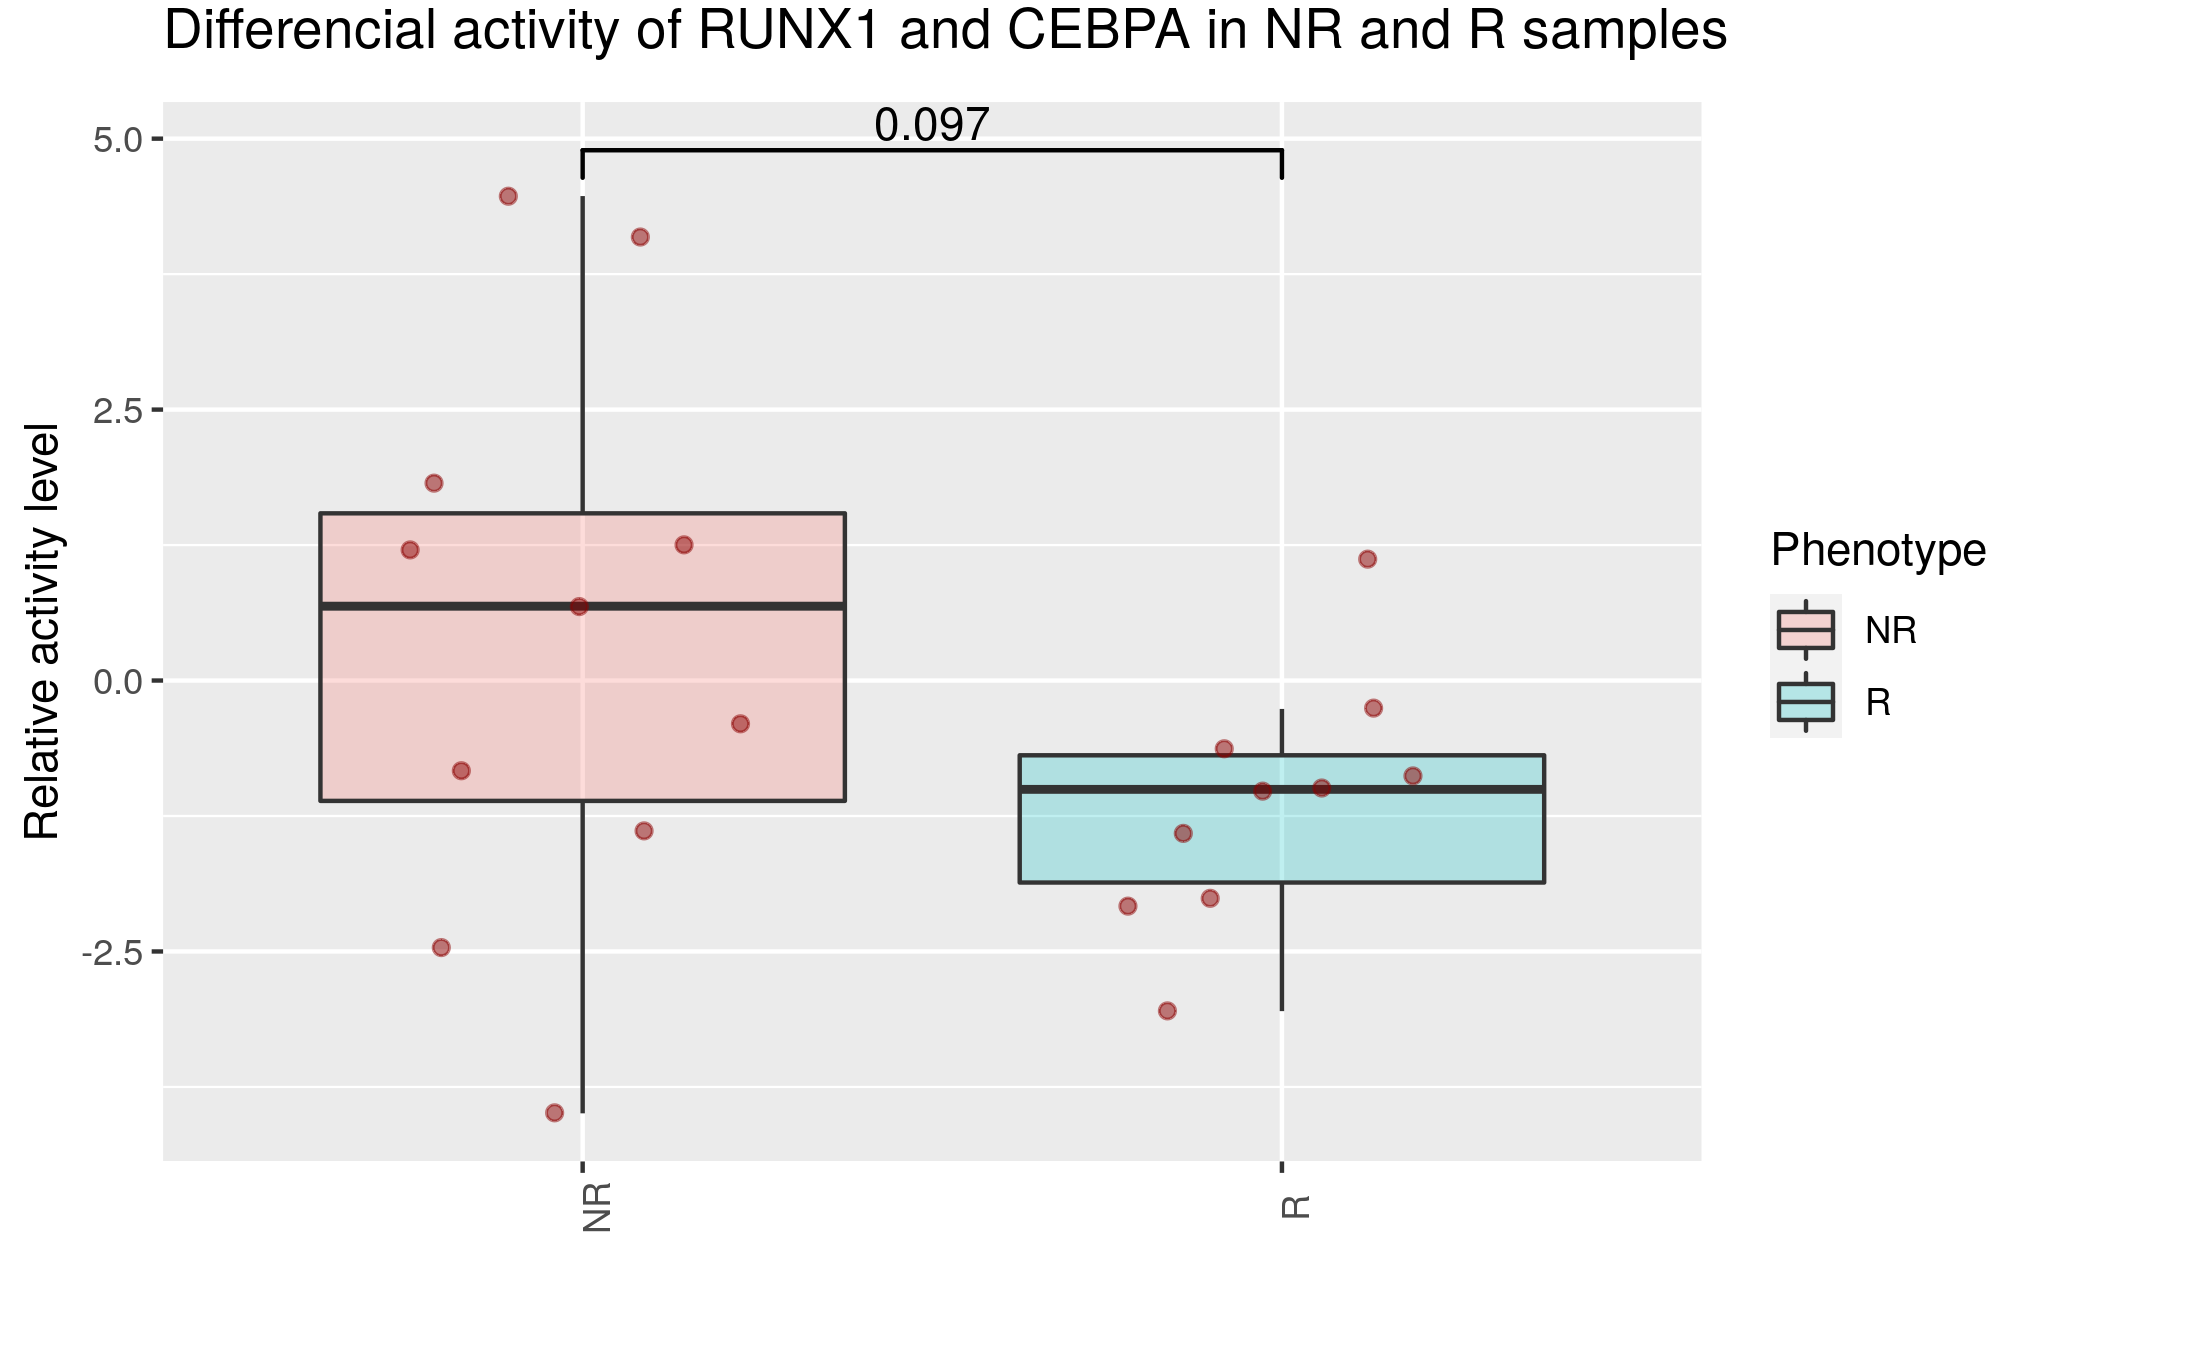 Differencial activity of RUNX1 and CEBPA in NR and R samples
0.097
5.0
2.5
0.0
-2.5
Relative activity level
NR
R
Phenotype
NR
R